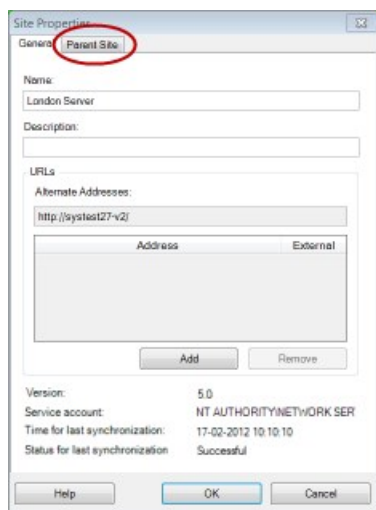 Site Properties
General
Parent Site
Name:
London Server
Description:
URLs
Alternate Addresses:
http://systest27-v2/
Address External
Add Remove
Version: 5.0
Service account: NT AUTHORITY\NETWORK SER
Time for last synchronization: 17-02-2012 10:10:10
Status for last synchronization Successful
Help OK Cancel